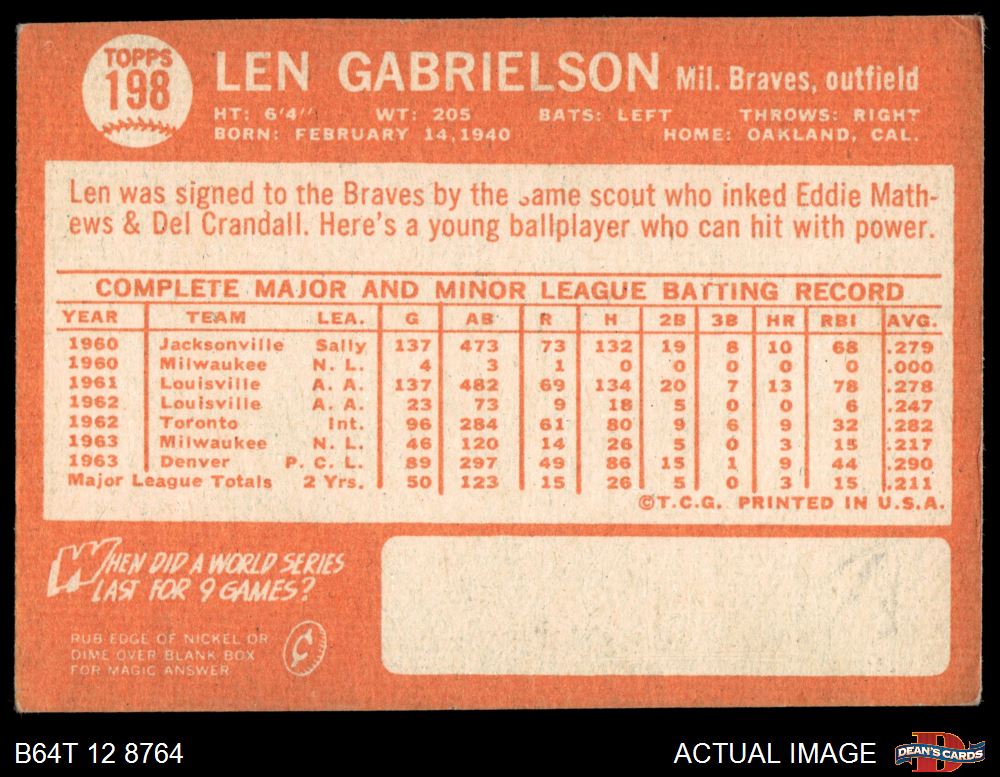 TOPPS
198
LEN GABRIELSON Mil. Braves, outfield
HT: 6'4" WT: 205 BATS: LEFT THROWS: RIGHT
BORN: FEBRUARY 14, 1940 HOME: OAKLAND, CAL.
Len was signed to the Braves by the same scout who inked Eddie Math-
ews & Del Crandall. Here's a young ballplayer who can hit with power.
COMPLETE MAJOR AND MINOR LEAGUE BATTING RECORD
YEAR TEAM LEA. G AB R H 2B 3B HR RBI AVG.
1960 Jacksonville Sally 137 473 73 132 19 8 10 68 .279
1960 Milwaukee N. L. 4 3 1 0 0 0 0 0 .000
1961 Louisville A. A. 137 482 69 134 20 7 13 78 .278
1962 Louisville A. A. 23 73 9 18 5 0 0 6 .247
1962 Toronto Int. 96 284 61 80 9 6 9 32 .282
1963 Milwaukee N. L. 46 120 14 26 5 0 3 15 .217
1963 Denver P. C. L. 89 297 49 86 15 1 9 44 .290
Major League Totals 2 Yrs. 50 123 15 26 5 0 3 15 .211
©T.C.G. PRINTED IN U.S.A.
WHEN DID A WORLD SERIES
LAST FOR 9 GAMES?
RUB EDGE OF NICKEL OR
DIME OVER BLANK BOX
FOR MAGIC ANSWER
B64T 12 8764 ACTUAL IMAGE DEAN'S CARDS